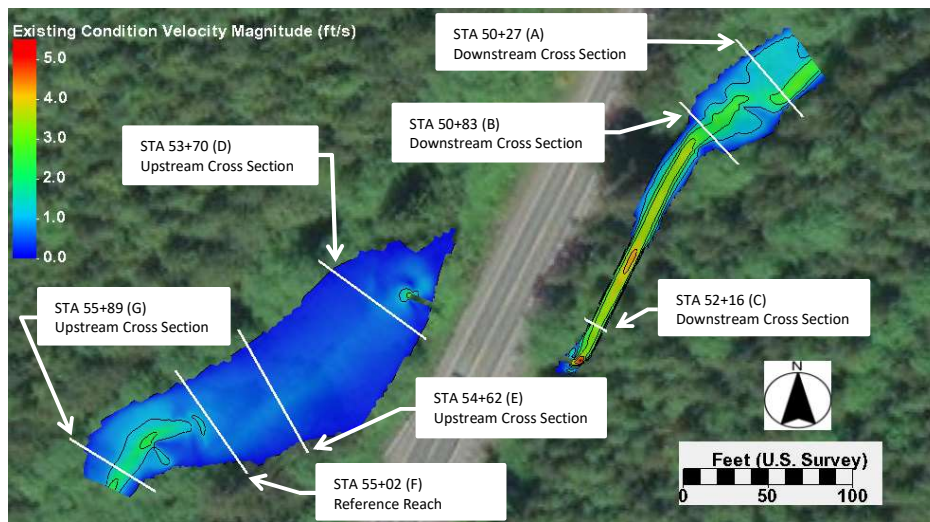 Existing Condition Velocity Magnitude (ft/s)
5.0
4.0
3.0
2.0
1.0
0.0
STA 50+27 (A)
Downstream Cross Section
STA 50+83 (B)
Downstream Cross Section
STA 53+70 (D)
Upstream Cross Section
STA 55+89 (G)
Upstream Cross Section
STA 52+16 (C)
Downstream Cross Section
STA 54+62 (E)
Upstream Cross Section
STA 55+02 (F)
Reference Reach
N
Feet (U.S. Survey)
0 50 100